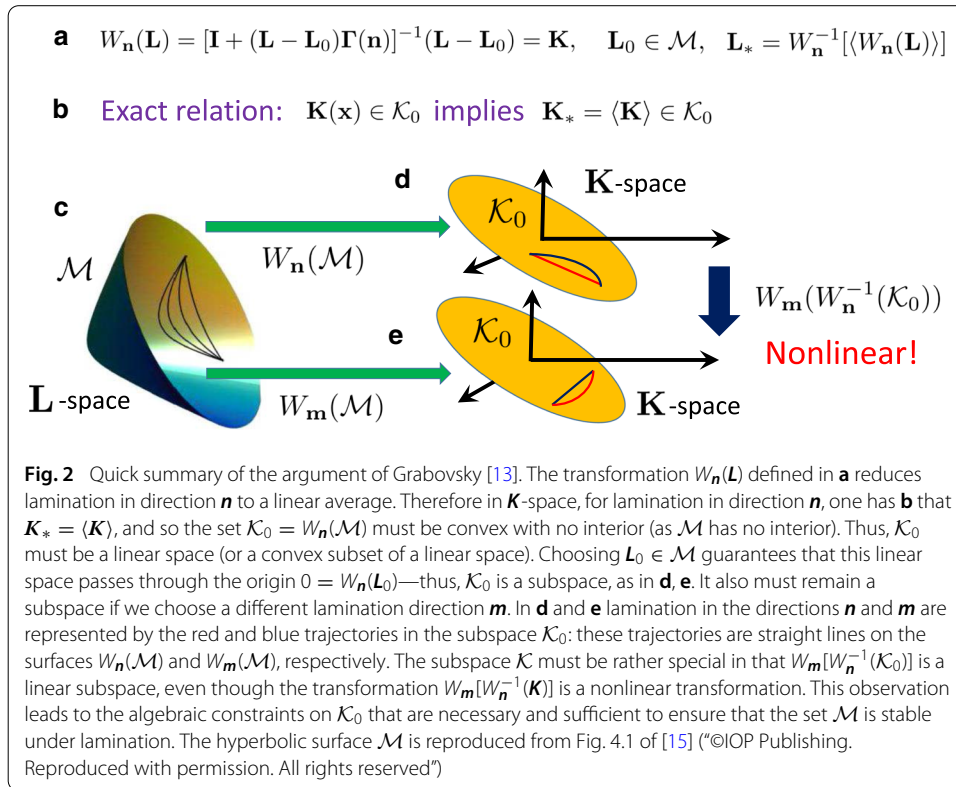 a W_n(L) = [I + (L − L_0)Γ(n)]^{−1}(L − L_0) = K, L_0 ∈ ℳ, L_* = W_n^{−1}[⟨W_n(L)⟩]
b Exact relation: K(x) ∈ 𝒦_0 implies K_* = ⟨K⟩ ∈ 𝒦_0
c
ℳ
L-space
W_n(ℳ)
W_m(ℳ)
d
𝒦_0
K-space
e
𝒦_0
K-space
W_m(W_n^{−1}(𝒦_0))
Nonlinear!
Fig. 2 Quick summary of the argument of Grabovsky [13]. The transformation W_n(L) defined in a reduces
lamination in direction n to a linear average. Therefore in K-space, for lamination in direction n, one has b that
K_* = ⟨K⟩, and so the set 𝒦_0 = W_n(ℳ) must be convex with no interior (as ℳ has no interior). Thus, 𝒦_0
must be a linear space (or a convex subset of a linear space). Choosing L_0 ∈ ℳ guarantees that this linear
space passes through the origin 0 = W_n(L_0)—thus, 𝒦_0 is a subspace, as in d, e. It also must remain a
subspace if we choose a different lamination direction m. In d and e lamination in the directions n and m are
represented by the red and blue trajectories in the subspace 𝒦_0: these trajectories are straight lines on the
surfaces W_n(ℳ) and W_m(ℳ), respectively. The subspace 𝒦 must be rather special in that W_m[W_n^{−1}(𝒦_0)] is a
linear subspace, even though the transformation W_m[W_n^{−1}(K)] is a nonlinear transformation. This observation
leads to the algebraic constraints on 𝒦_0 that are necessary and sufficient to ensure that the set ℳ is stable
under lamination. The hyperbolic surface ℳ is reproduced from Fig. 4.1 of [15] ("©IOP Publishing.
Reproduced with permission. All rights reserved")